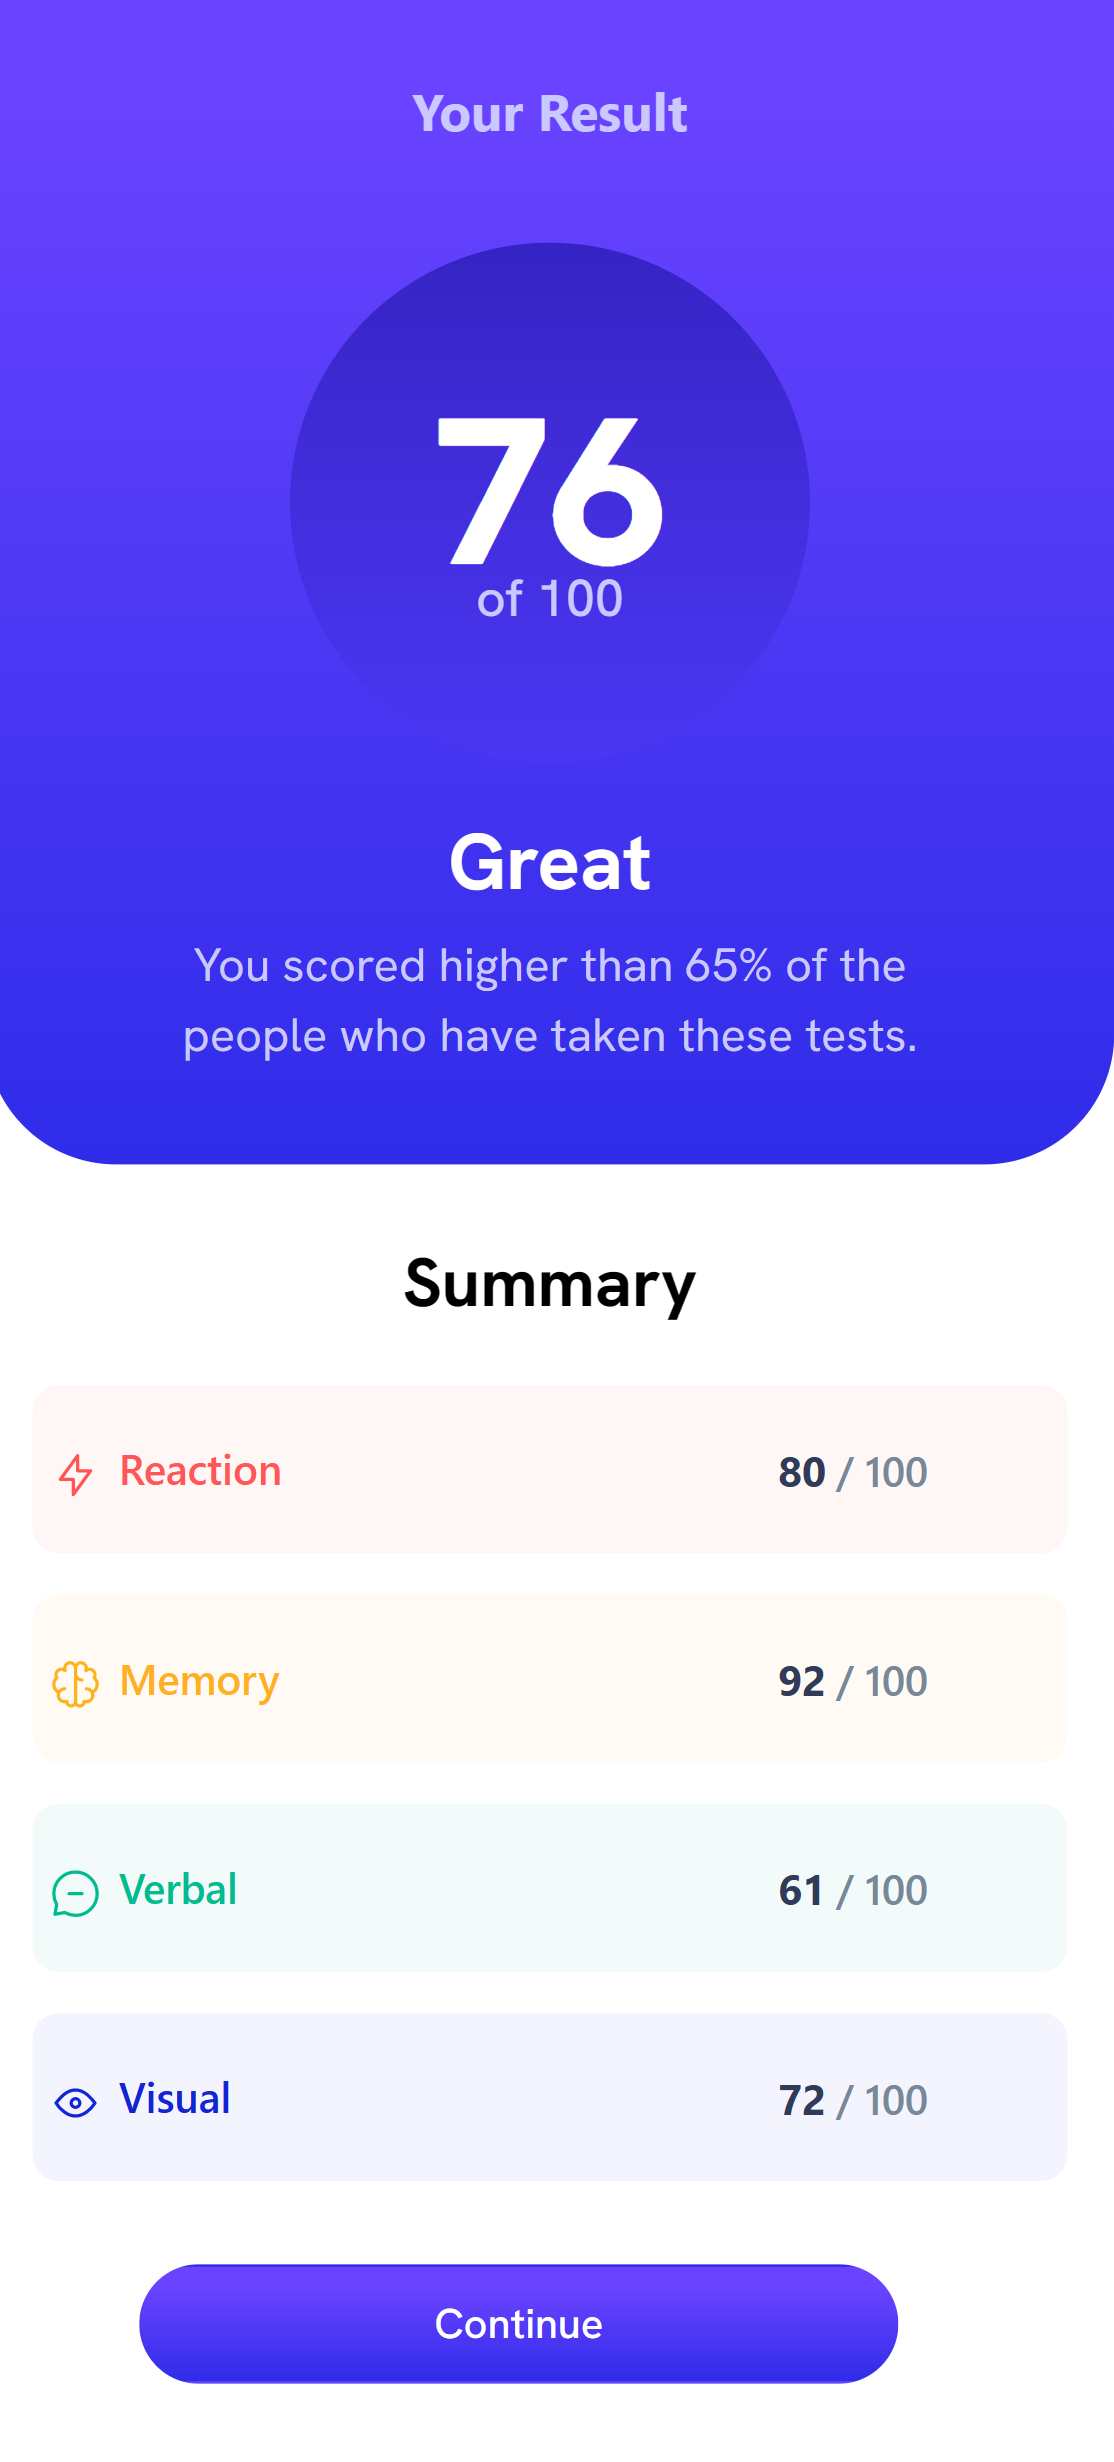 Your Result
76
of 100
Great
You scored higher than 65% of the
people who have taken these tests.
Summary
Reaction 80 / 100
Memory 92 / 100
Verbal 61 / 100
Visual 72 / 100
Continue